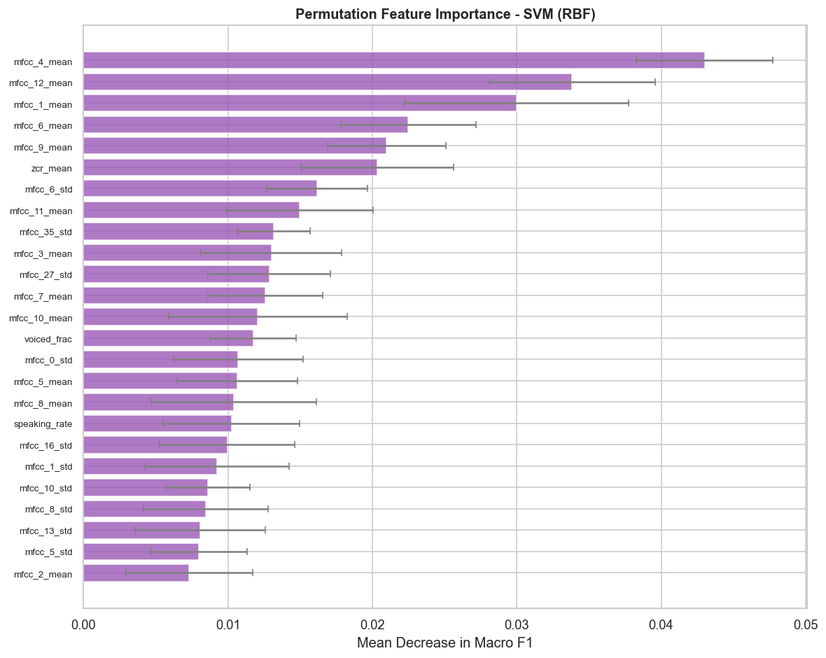 Permutation Feature Importance - SVM (RBF)
mfcc_4_mean
mfcc_12_mean
mfcc_1_mean
mfcc_6_mean
mfcc_9_mean
zcr_mean
mfcc_6_std
mfcc_11_mean
mfcc_35_std
mfcc_3_mean
mfcc_27_std
mfcc_7_mean
mfcc_10_mean
voiced_frac
mfcc_0_std
mfcc_5_mean
mfcc_8_mean
speaking_rate
mfcc_16_std
mfcc_1_std
mfcc_10_std
mfcc_8_std
mfcc_13_std
mfcc_5_std
mfcc_2_mean
0.00 0.01 0.02 0.03 0.04 0.05
Mean Decrease in Macro F1